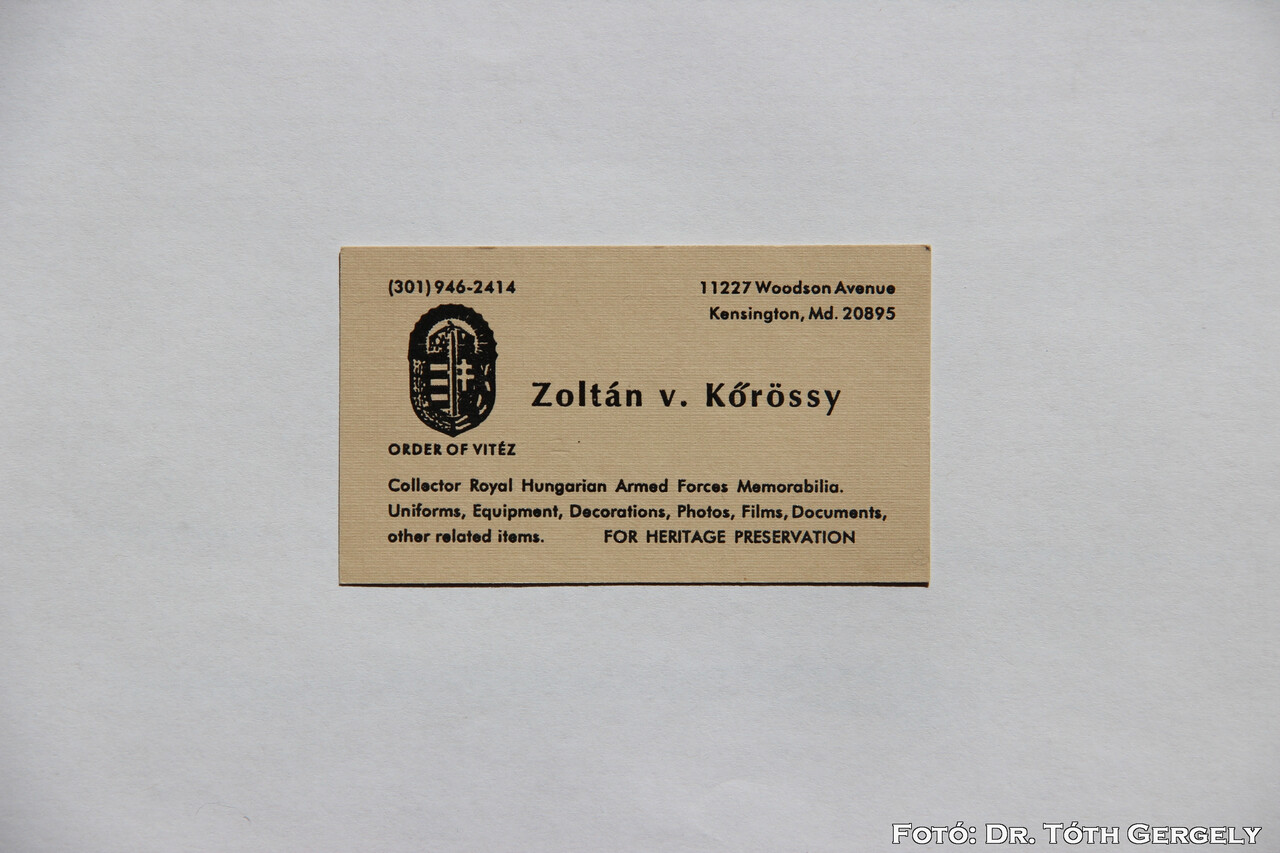 (301) 946-2414
11227 Woodson Avenue
Kensington, Md. 20895
Zoltán v. Kőrössy
ORDER OF VITÉZ
Collector Royal Hungarian Armed Forces Memorabilia.
Uniforms, Equipment, Decorations, Photos, Films, Documents,
other related items. FOR HERITAGE PRESERVATION
Fotó: Dr. Tóth Gergely